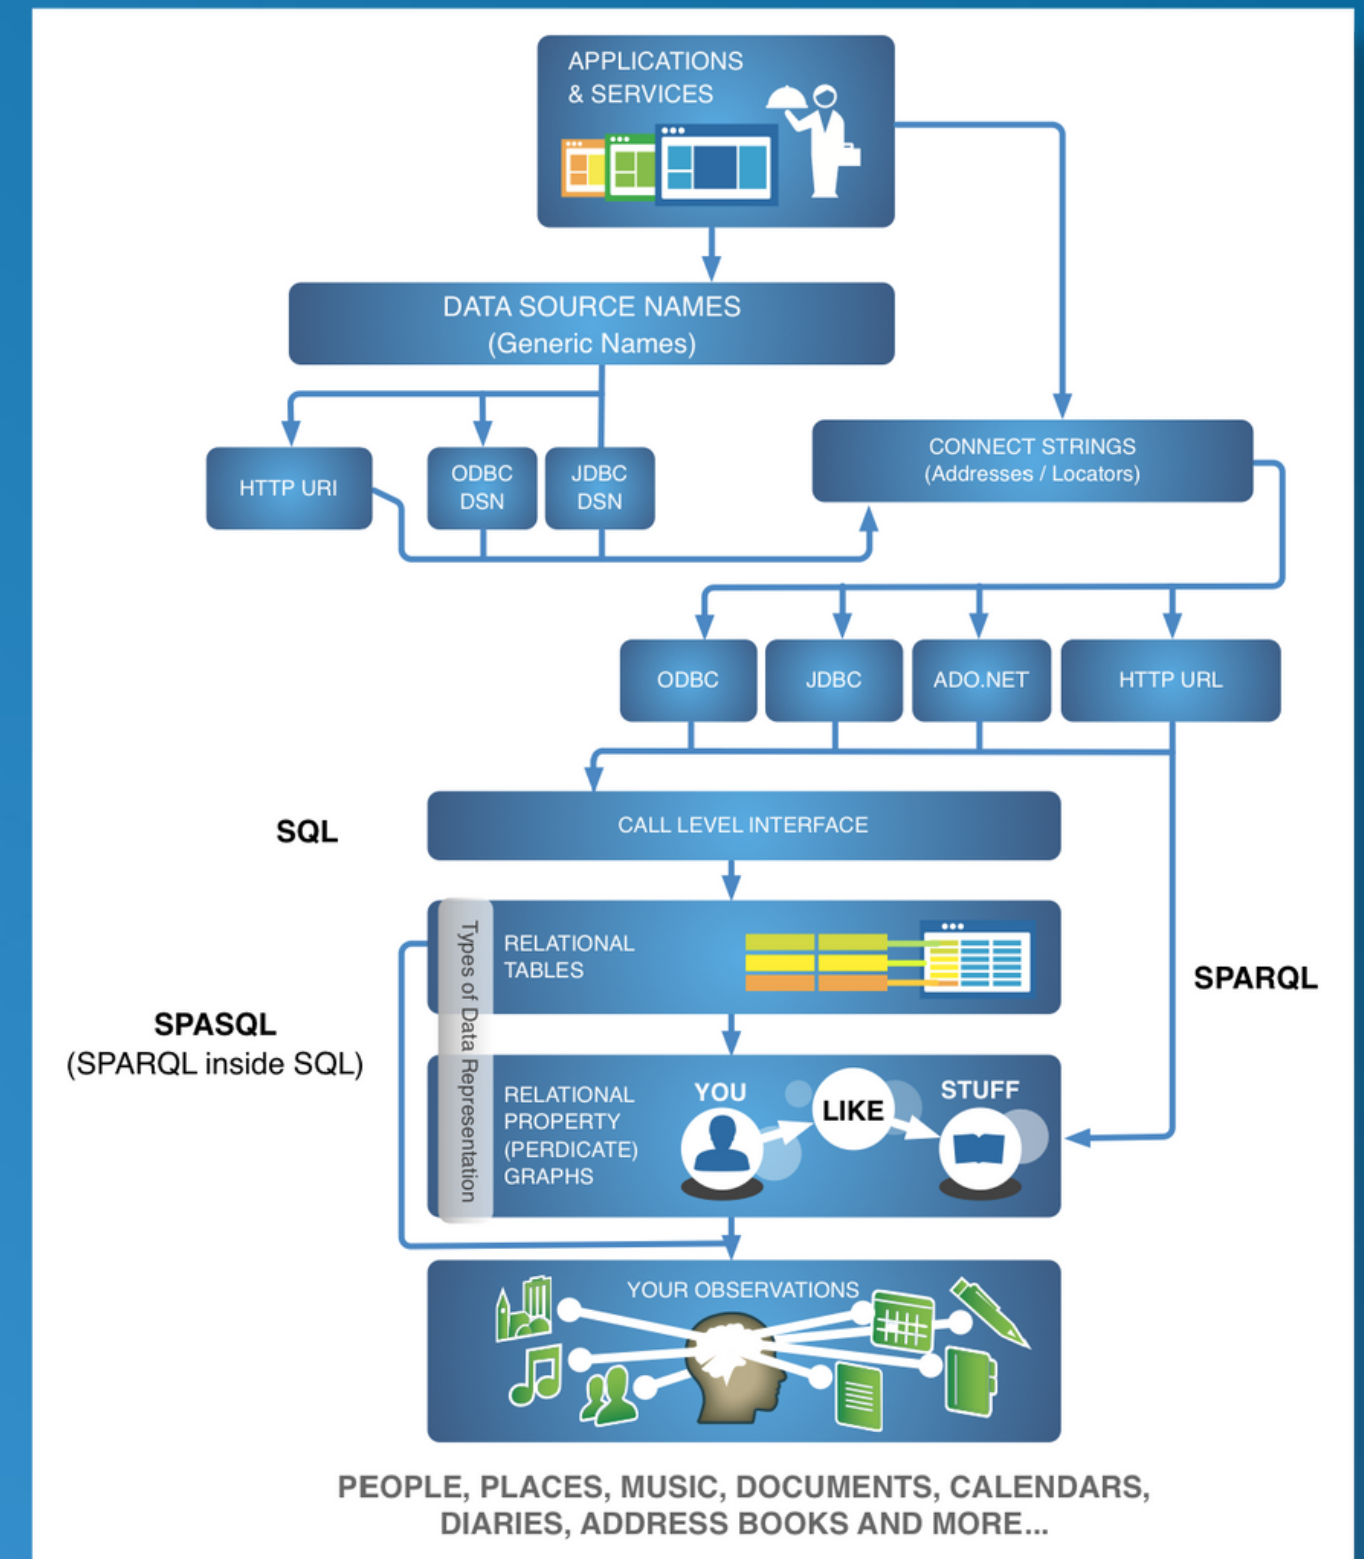 APPLICATIONS
& SERVICES
DATA SOURCE NAMES
(Generic Names)
HTTP URI
ODBC
DSN
JDBC
DSN
CONNECT STRINGS
(Addresses / Locators)
ODBC
JDBC
ADO.NET
HTTP URL
SQL
CALL LEVEL INTERFACE
Types of Data Representation
RELATIONAL
TABLES
SPARQL
SPASQL
(SPARQL inside SQL)
RELATIONAL
PROPERTY
(PERDICATE)
GRAPHS
YOU
LIKE
STUFF
YOUR OBSERVATIONS
PEOPLE, PLACES, MUSIC, DOCUMENTS, CALENDARS,
DIARIES, ADDRESS BOOKS AND MORE...